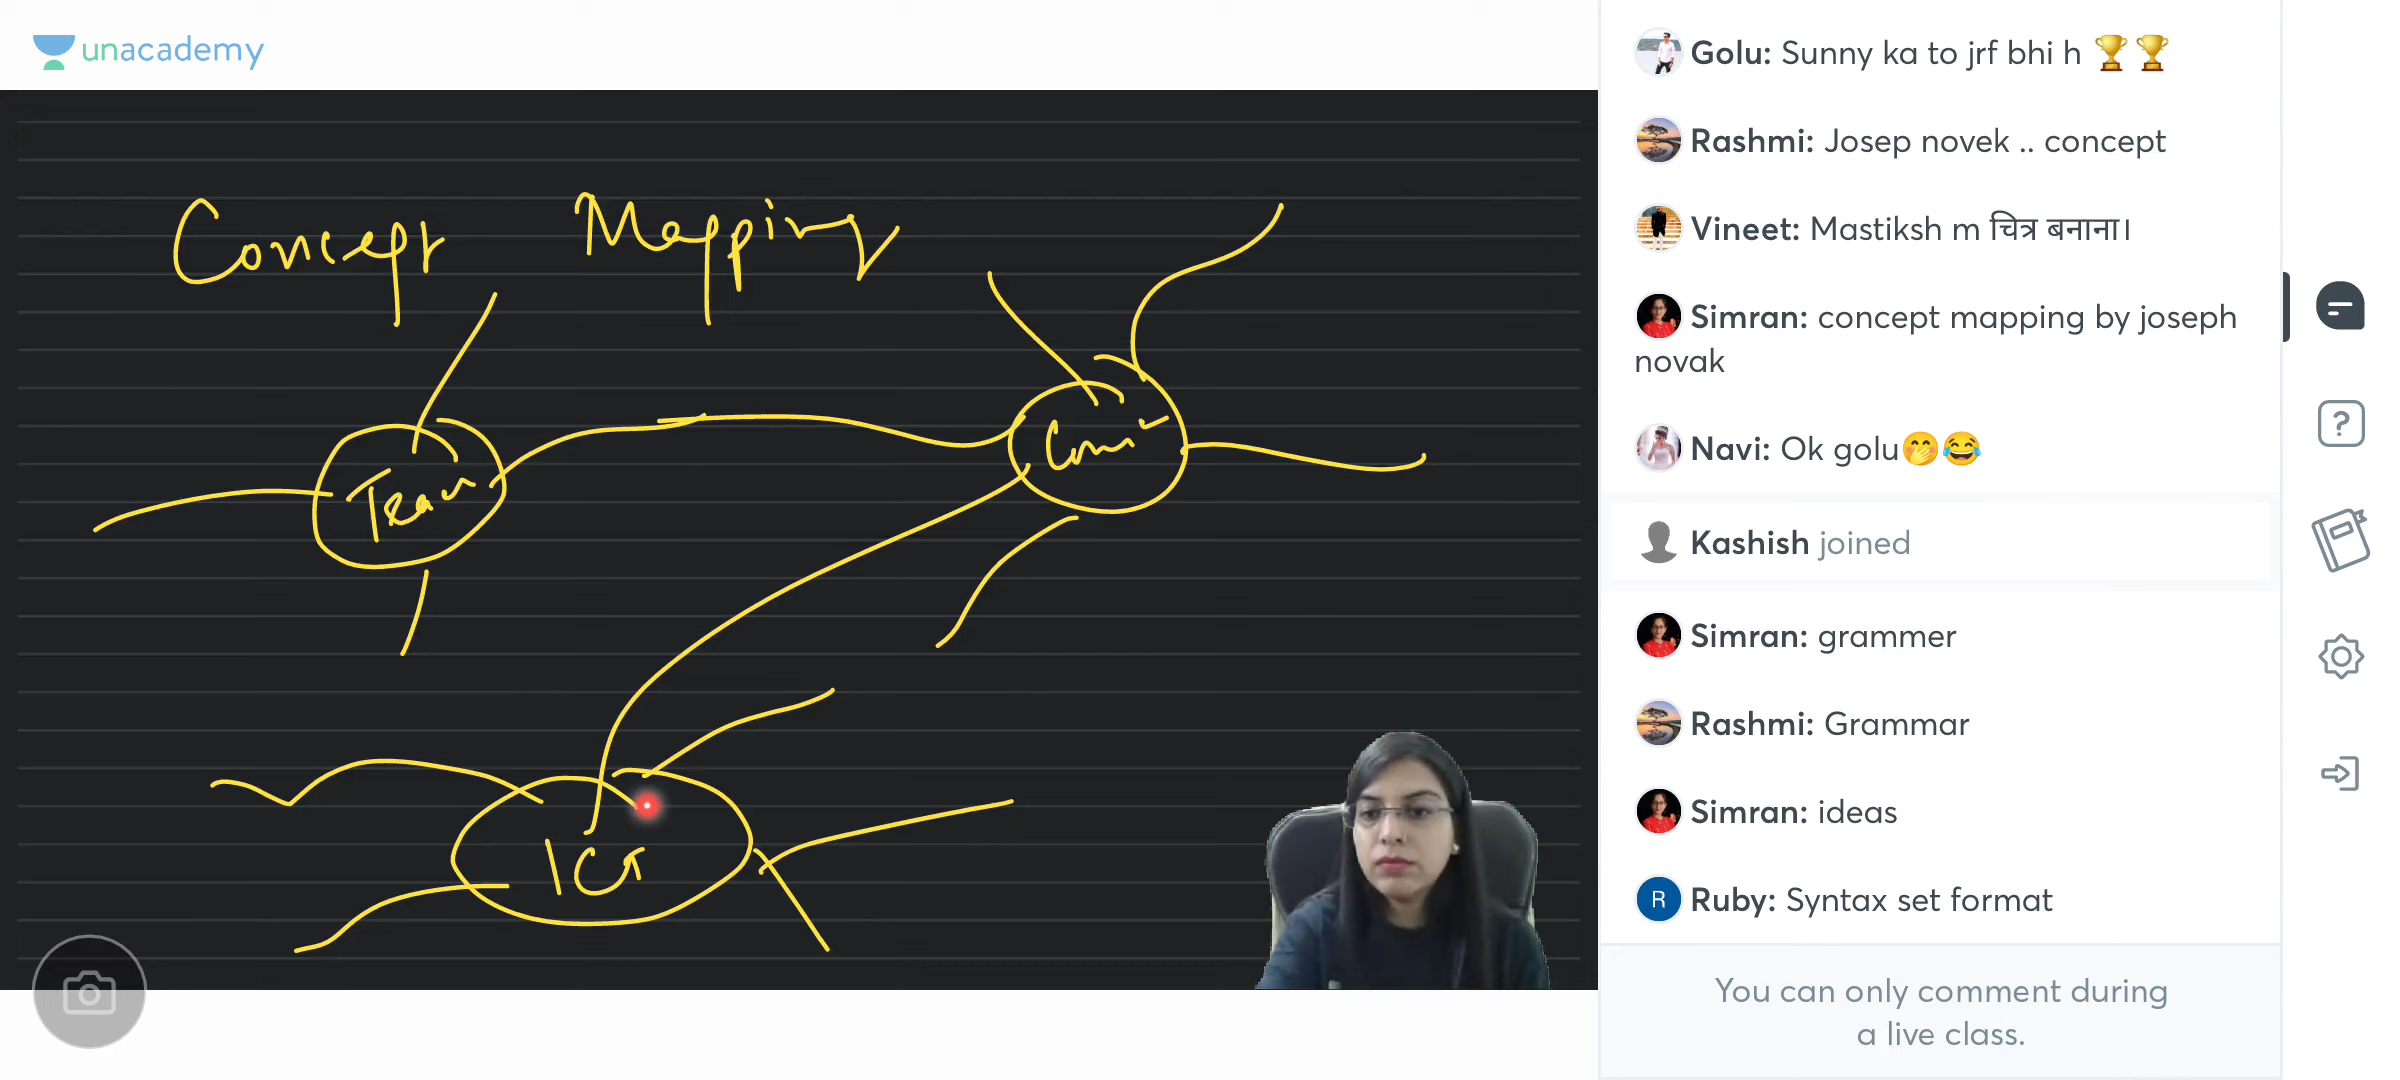 unacademy
Concept Mapping
Team
Com
ICT
Golu: Sunny ka to jrf bhi h 🏆🏆
Rashmi: Josep novek .. concept
Vineet: Mastiksh m चित्र बनाना।
Simran: concept mapping by joseph
novak
Navi: Ok golu🤭😂
Kashish joined
Simran: grammer
Rashmi: Grammar
Simran: ideas
R Ruby: Syntax set format
You can only comment during
a live class.